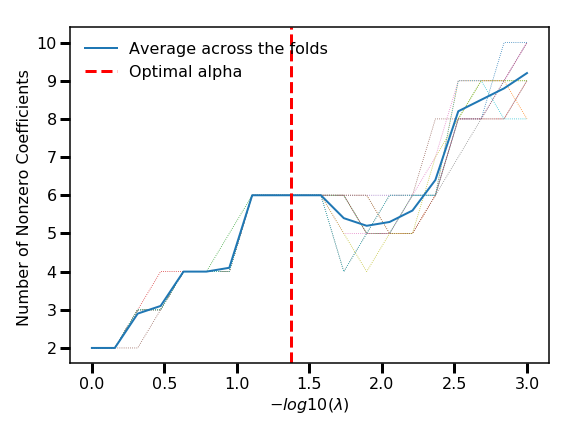 Average across the folds
Optimal alpha
Number of Nonzero Coefficients
10
9
8
7
6
5
4
3
2
0.0 0.5 1.0 1.5 2.0 2.5 3.0
−log10(λ)